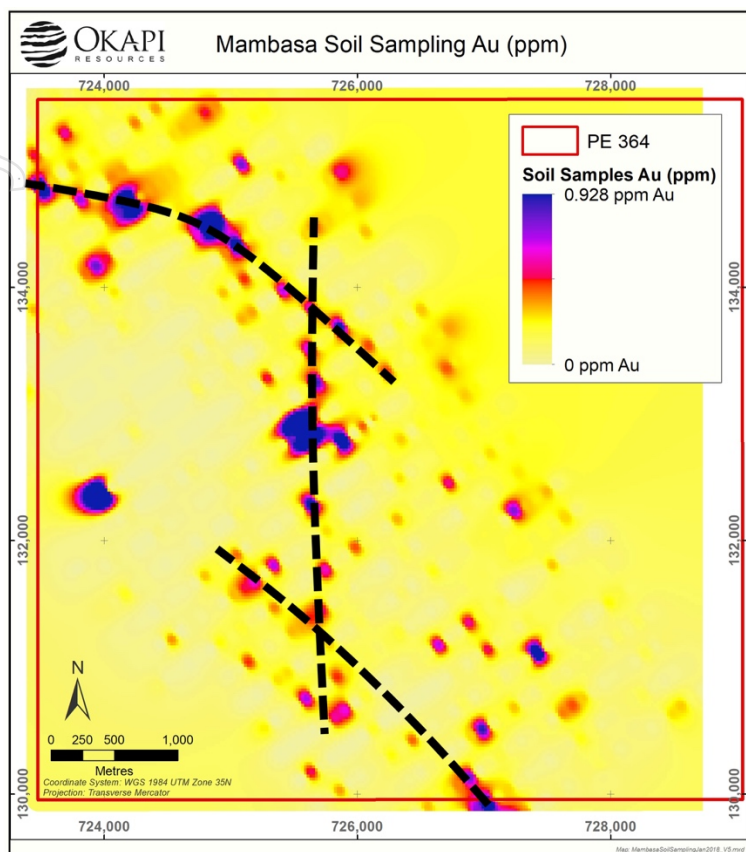 OKAPI
RESOURCES
Mambasa Soil Sampling Au (ppm)
724,000
726,000
728,000
PE 364
Soil Samples Au (ppm)
0.928 ppm Au
0 ppm Au
134,000
134,000
132,000
132,000
130,000
130,000
N
0 250 500 1,000
Metres
Coordinate System: WGS 1984 UTM Zone 35N
Projection: Transverse Mercator
724,000
726,000
728,000
Map: MambasaSoilSamplingJan2018_V5.mxd